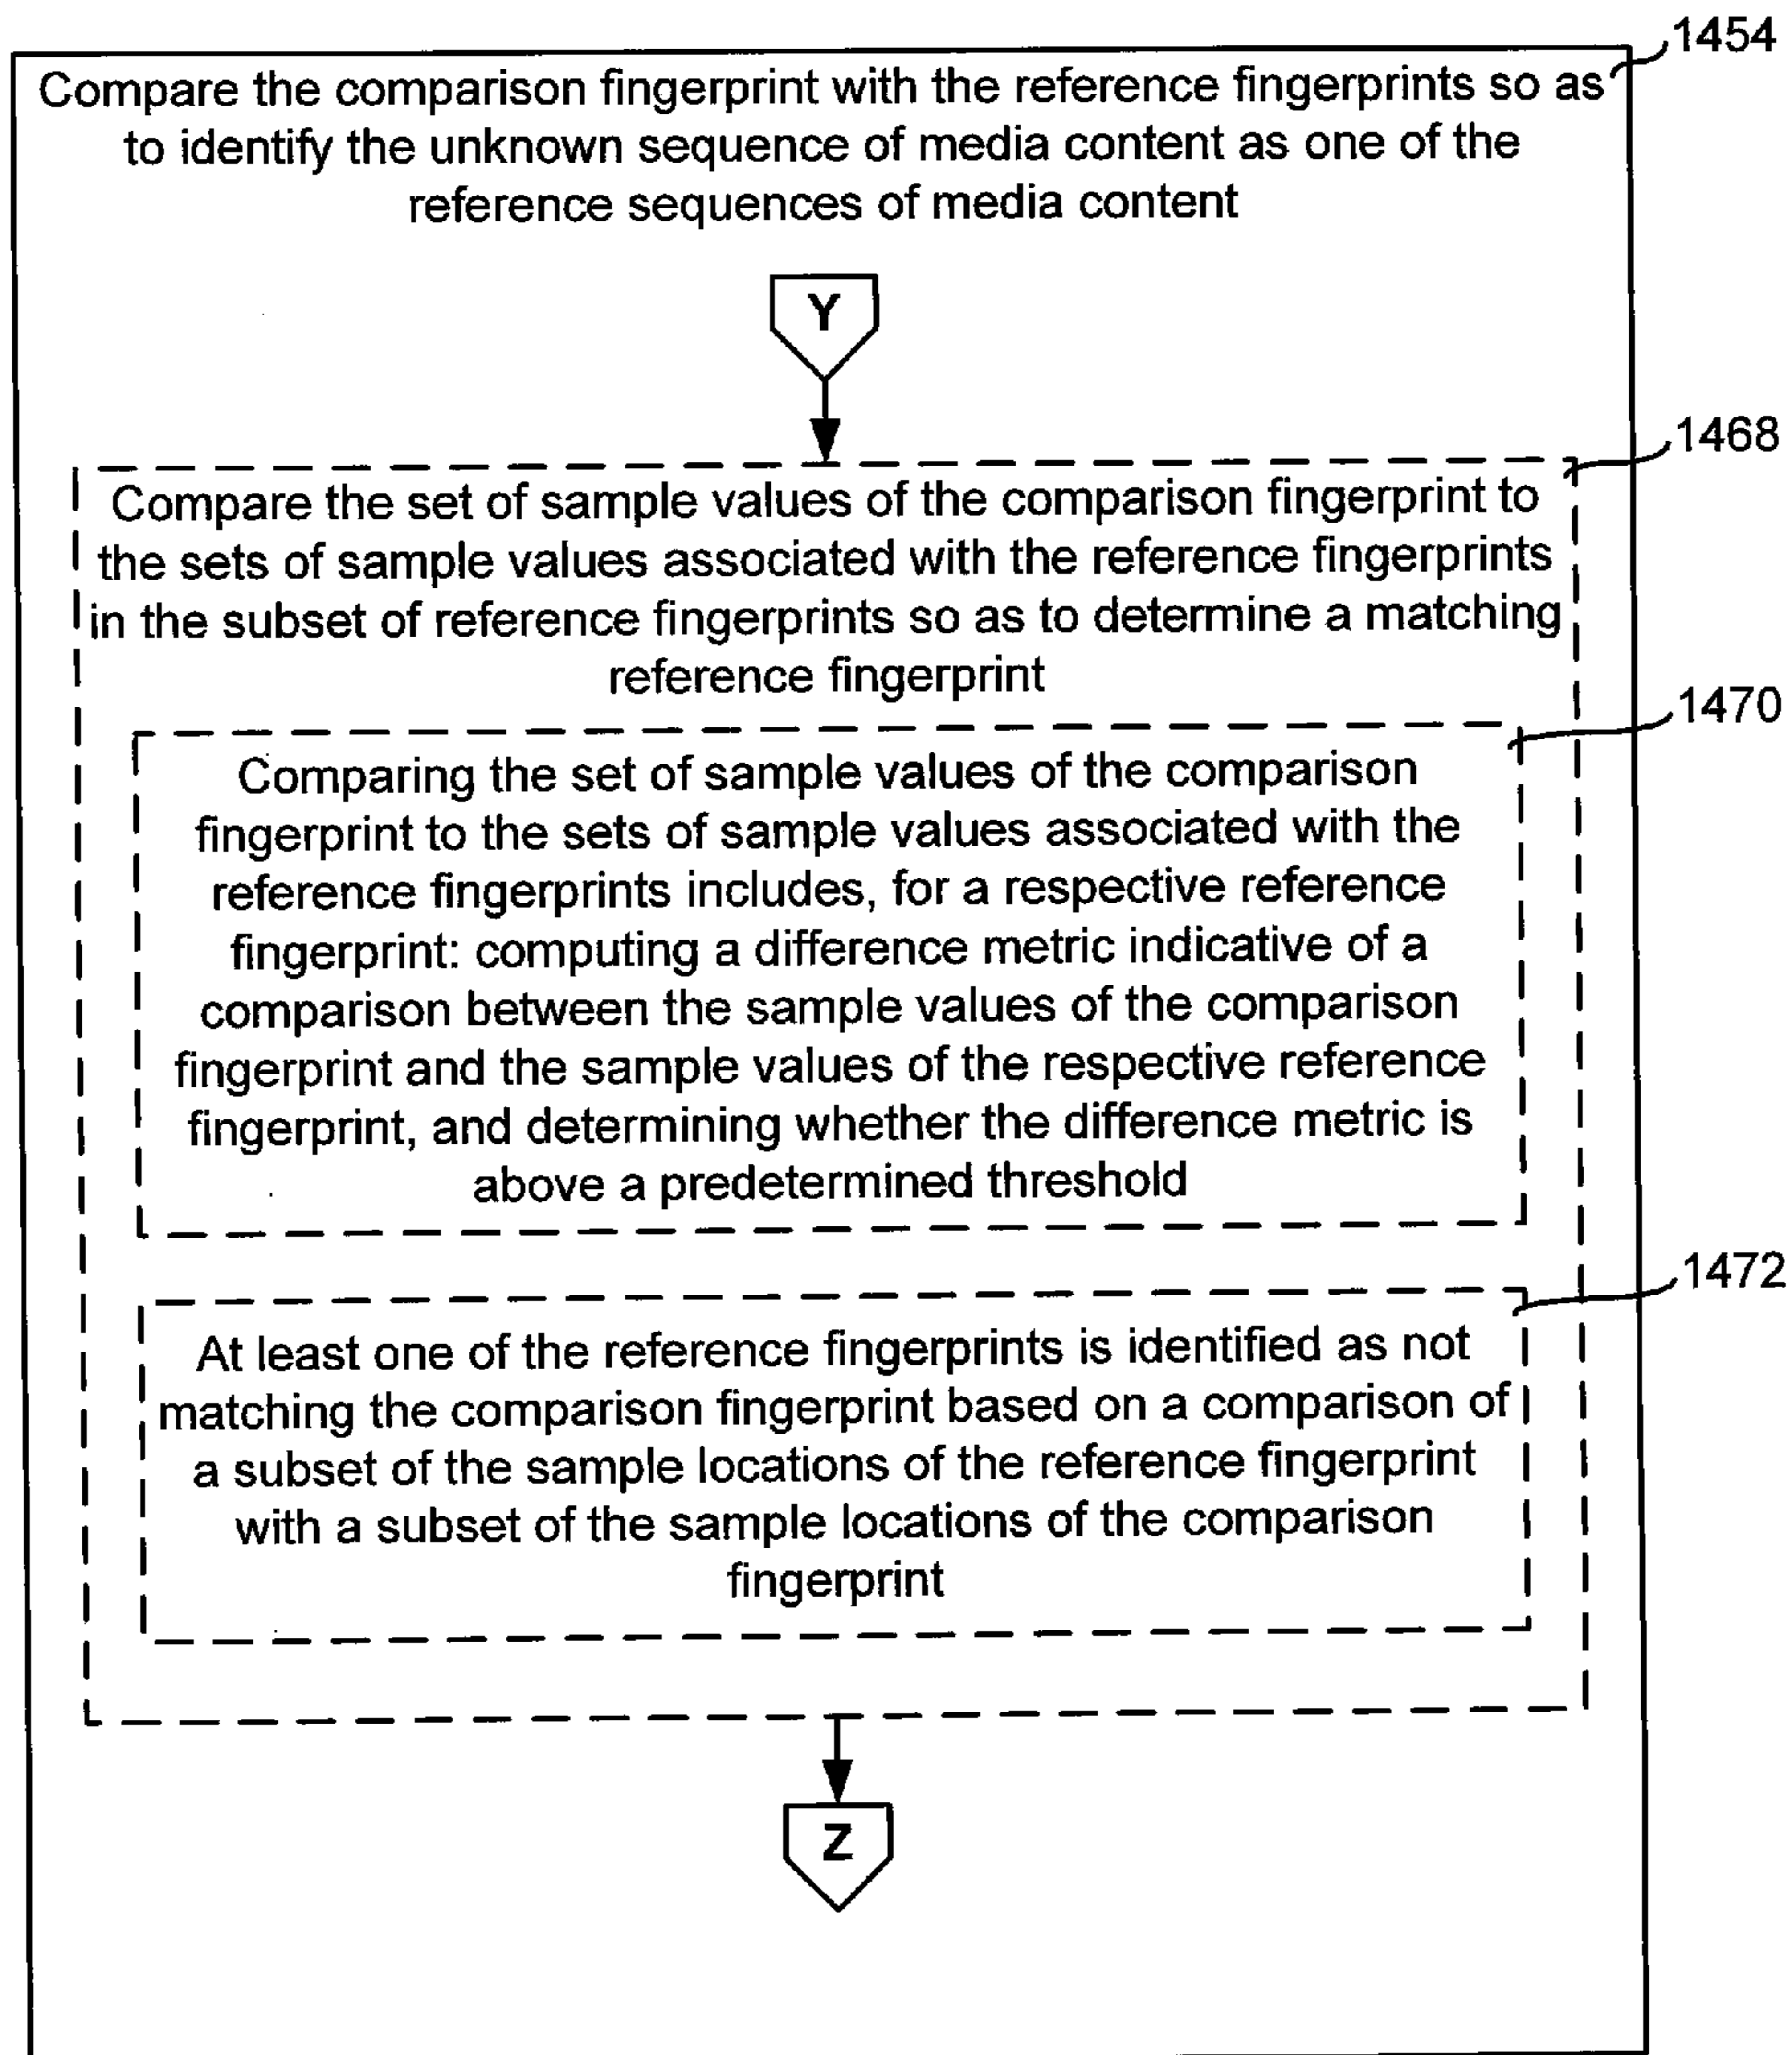 1454
Compare the comparison fingerprint with the reference fingerprints so as
to identify the unknown sequence of media content as one of the
reference sequences of media content
Y
1468
Compare the set of sample values of the comparison fingerprint to
the sets of sample values associated with the reference fingerprints
in the subset of reference fingerprints so as to determine a matching
reference fingerprint
1470
Comparing the set of sample values of the comparison
fingerprint to the sets of sample values associated with the
reference fingerprints includes, for a respective reference
fingerprint: computing a difference metric indicative of a
comparison between the sample values of the comparison
fingerprint and the sample values of the respective reference
fingerprint, and determining whether the difference metric is
above a predetermined threshold
1472
At least one of the reference fingerprints is identified as not
matching the comparison fingerprint based on a comparison of
a subset of the sample locations of the reference fingerprint
with a subset of the sample locations of the comparison
fingerprint
Z